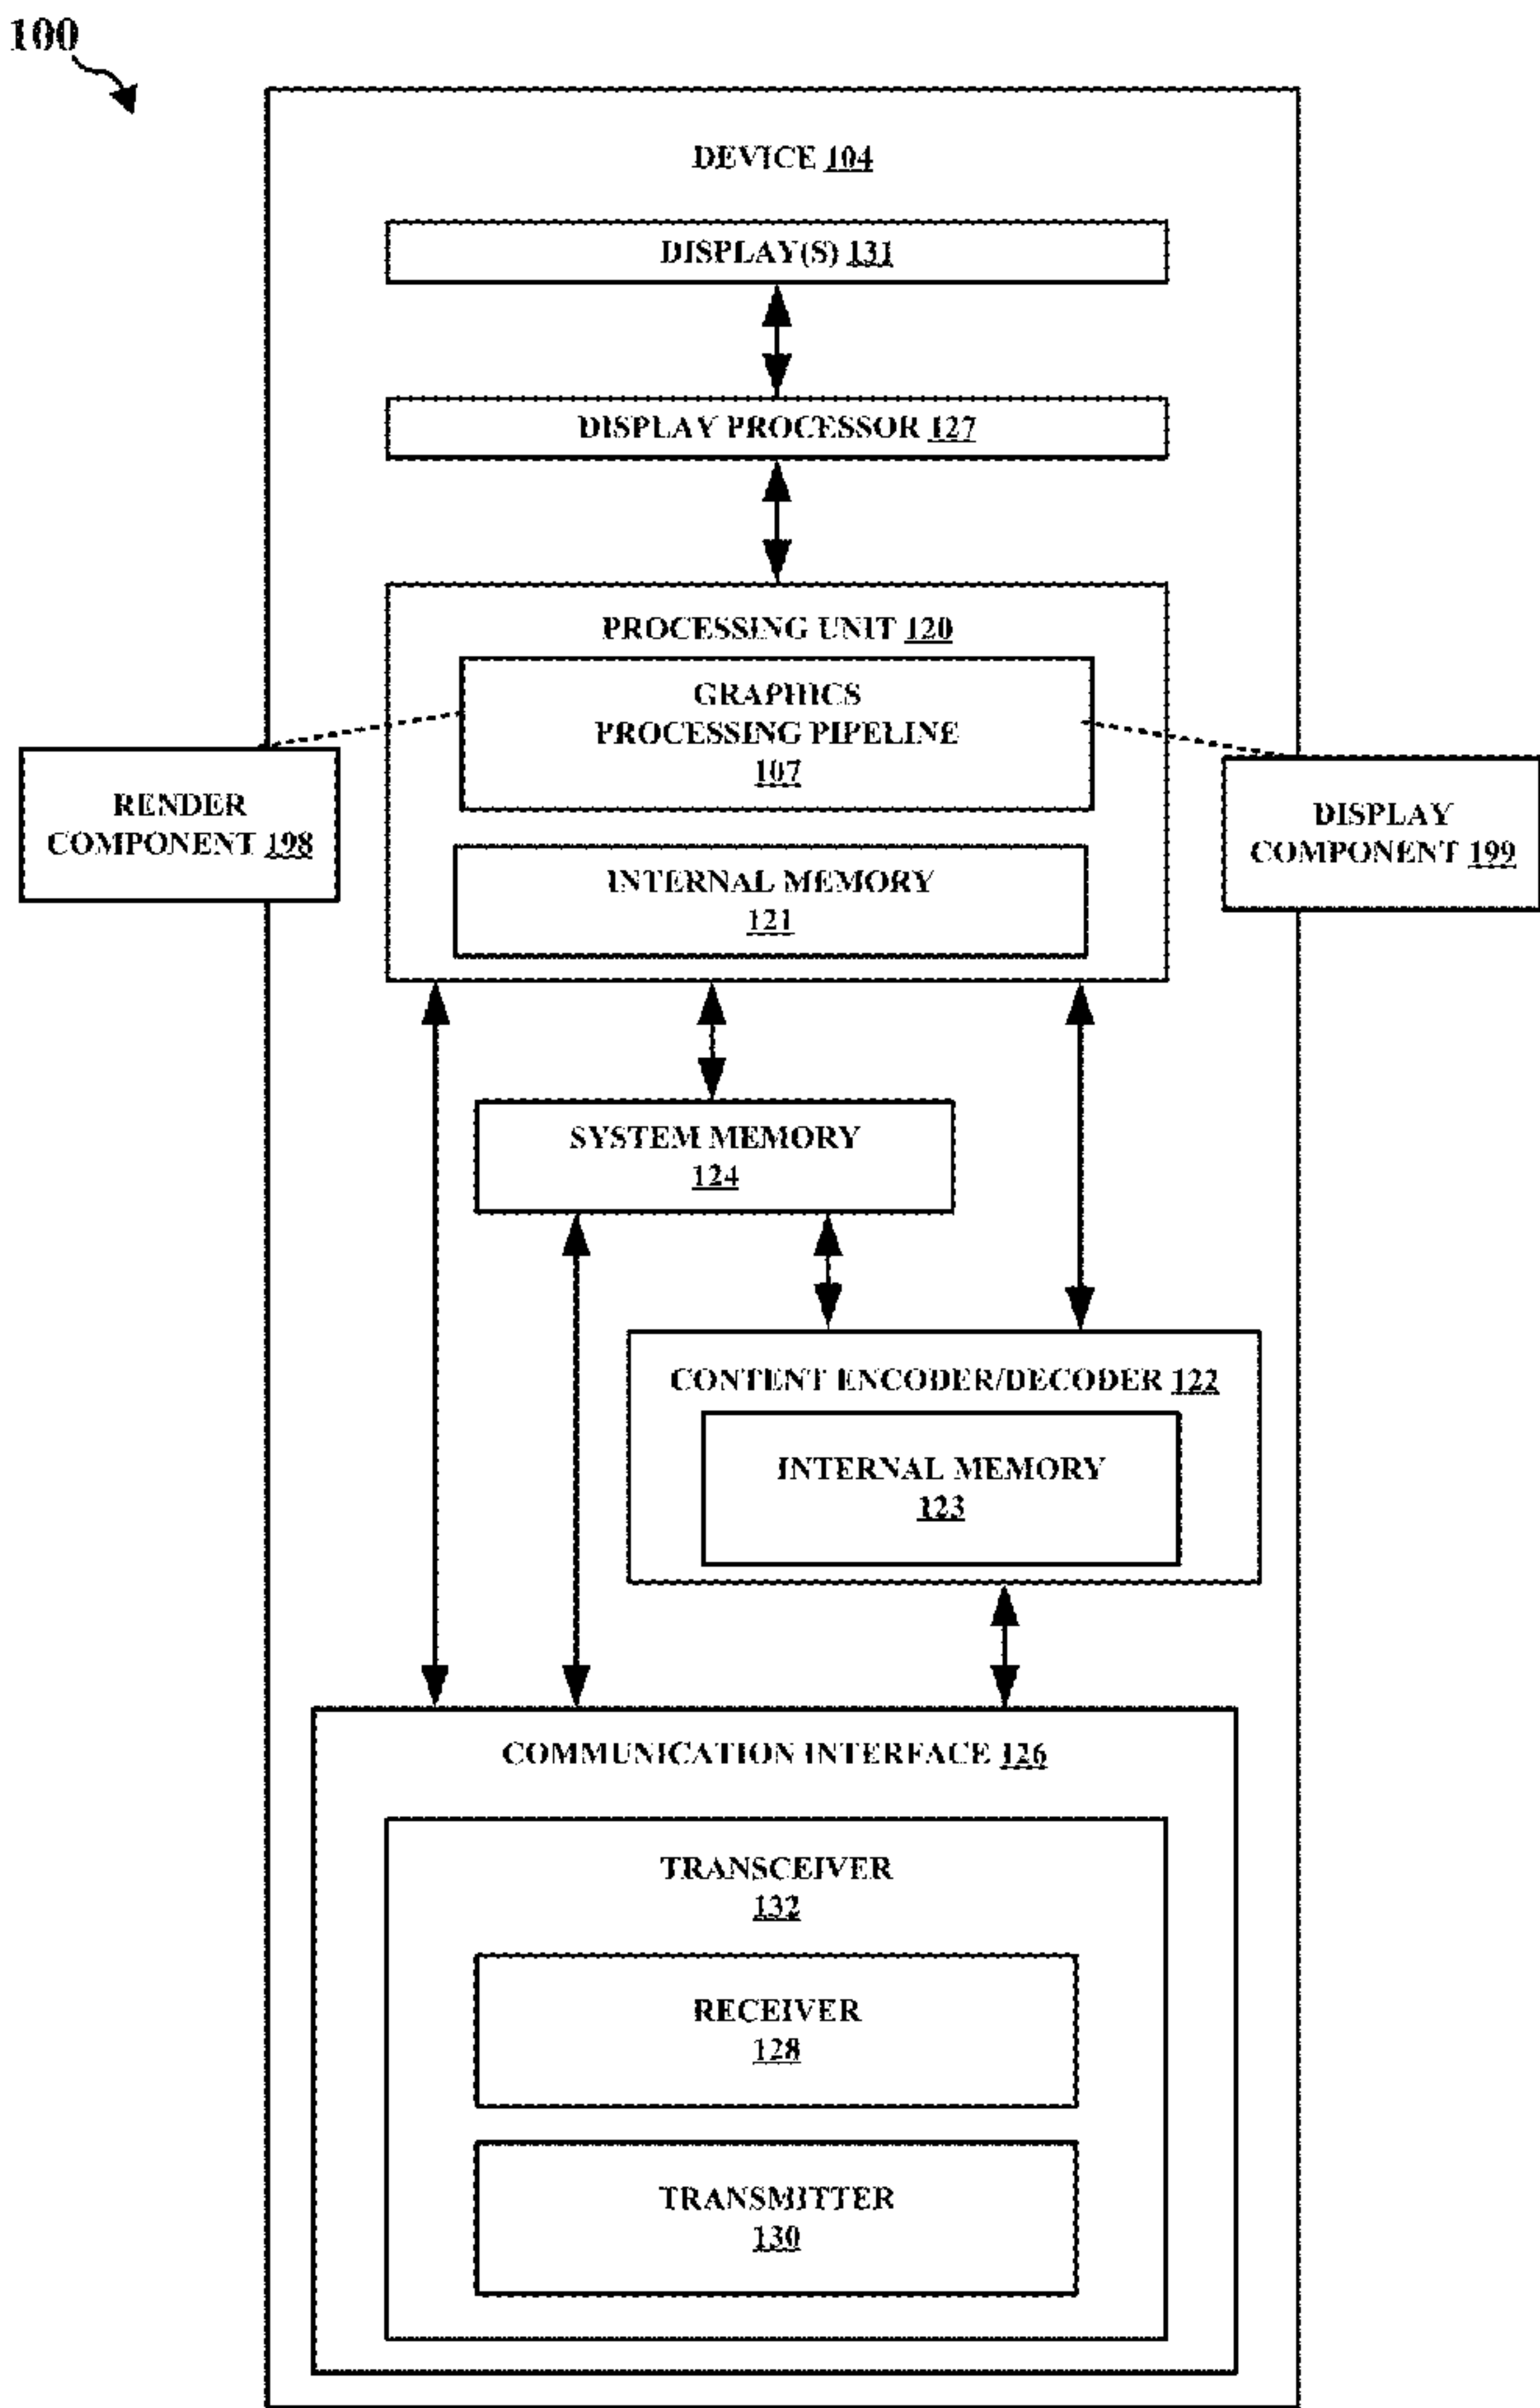 100
DEVICE 104
DISPLAY(S) 131
DISPLAY PROCESSOR 127
PROCESSING UNIT 120
GRAPHICS
PROCESSING PIPELINE
107
RENDER
COMPONENT 198
DISPLAY
COMPONENT 199
INTERNAL MEMORY
121
SYSTEM MEMORY
124
CONTENT ENCODER/DECODER 122
INTERNAL MEMORY
123
COMMUNICATION INTERFACE 126
TRANSCEIVER
132
RECEIVER
128
TRANSMITTER
130